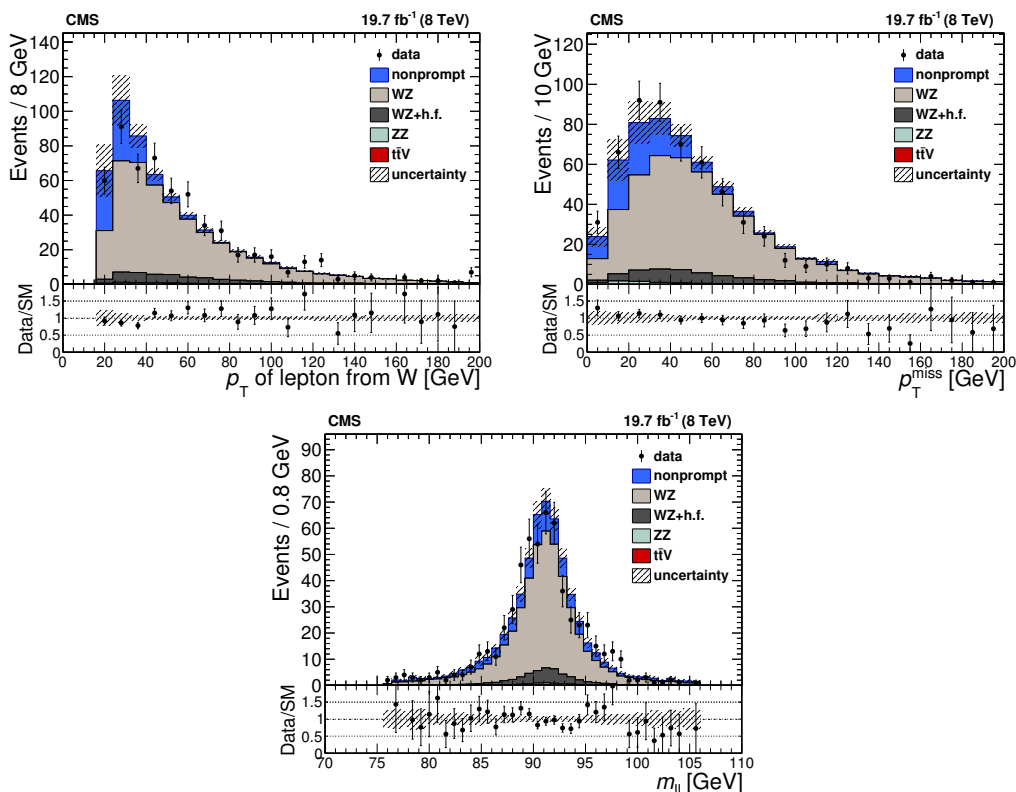 CMS 19.7 fb⁻¹ (8 TeV)
Events / 8 GeV
140
120
100
80
60
40
20
0
data
nonprompt
WZ
WZ+h.f.
ZZ
tt̄V
uncertainty
Data/SM
1.5
1
0.5
0
0 20 40 60 80 100 120 140 160 180 200
p_T of lepton from W [GeV]
CMS 19.7 fb⁻¹ (8 TeV)
Events / 10 GeV
120
100
80
60
40
20
0
data
nonprompt
WZ
WZ+h.f.
ZZ
tt̄V
uncertainty
Data/SM
1.5
1
0.5
0
0 20 40 60 80 100 120 140 160 180 200
p_T^miss [GeV]
CMS 19.7 fb⁻¹ (8 TeV)
Events / 0.8 GeV
90
80
70
60
50
40
30
20
10
0
data
nonprompt
WZ
WZ+h.f.
ZZ
tt̄V
uncertainty
Data/SM
1.5
1
0.5
0
70 75 80 85 90 95 100 105 110
m_ll [GeV]